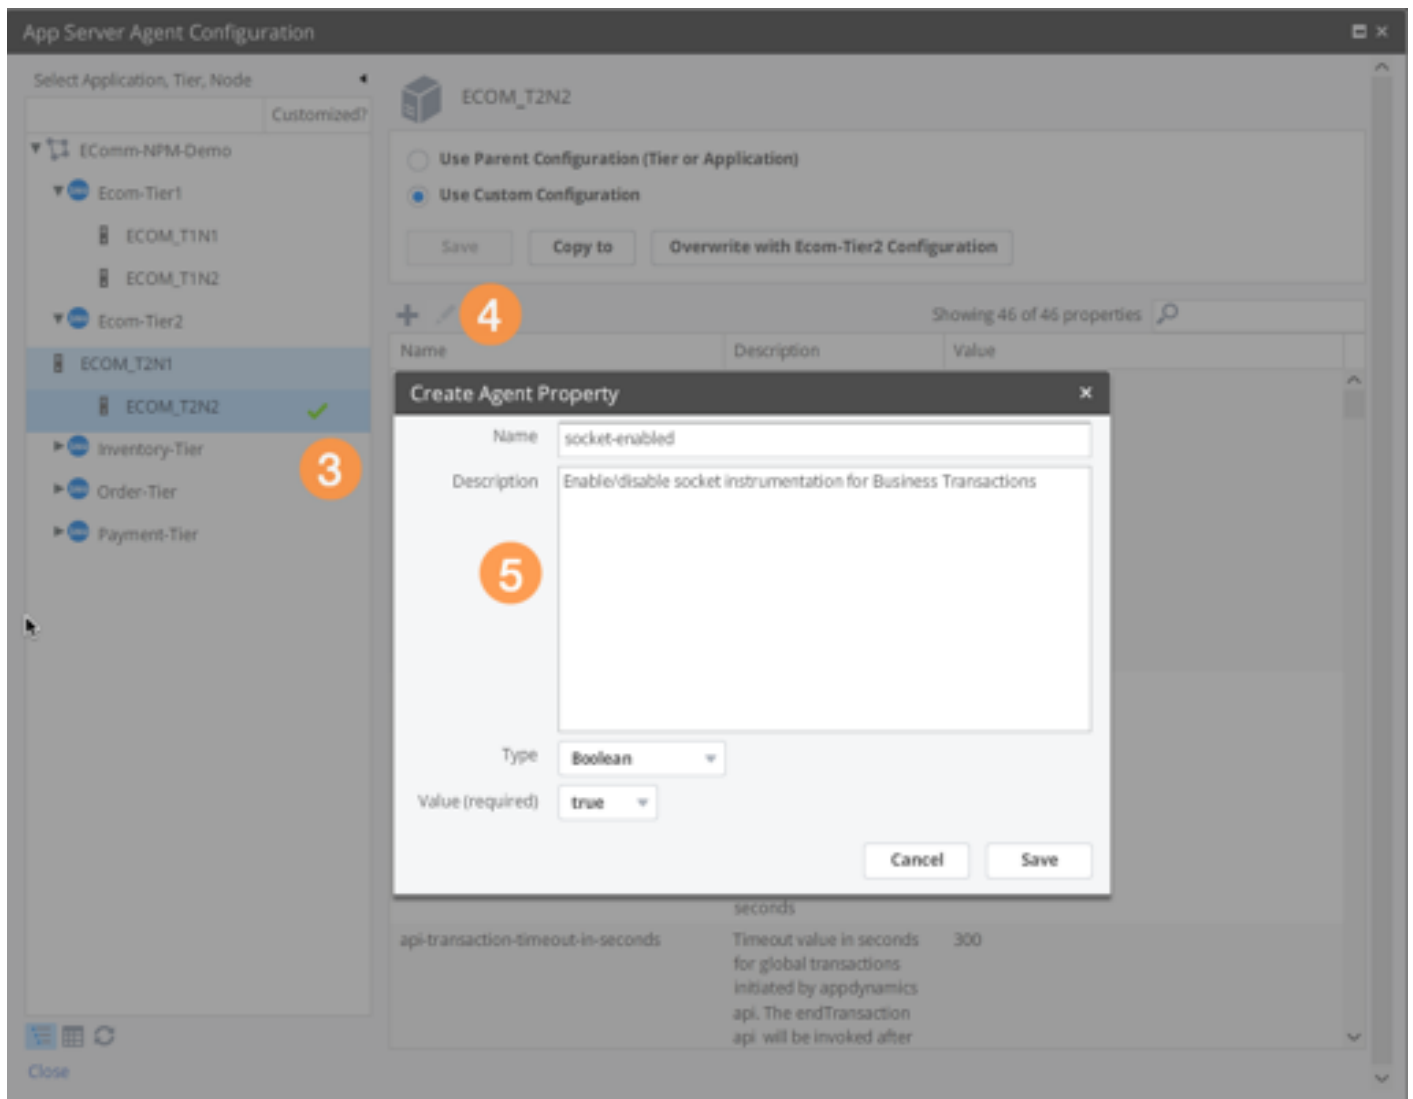 App Server Agent Configuration
Select Application, Tier, Node
Customized?
EComm-NPM-Demo
Ecom-Tier1
ECOM_T1N1
ECOM_T1N2
Ecom-Tier2
ECOM_T2N1
ECOM_T2N2
Inventory-Tier
3
Order-Tier
Payment-Tier
Close
ECOM_T2N2
Use Parent Configuration (Tier or Application)
Use Custom Configuration
Save Copy to Overwrite with Ecom-Tier2 Configuration
4 Showing 46 of 46 properties
Name Description Value
Create Agent Property
Name socket-enabled
Description Enable/disable socket instrumentation for Business Transactions
5
Type Boolean
Value (required) true
Cancel Save
seconds
api-transaction-timeout-in-seconds Timeout value in seconds 300
for global transactions
initiated by appdynamics
api. The endTransaction
api will be invoked after